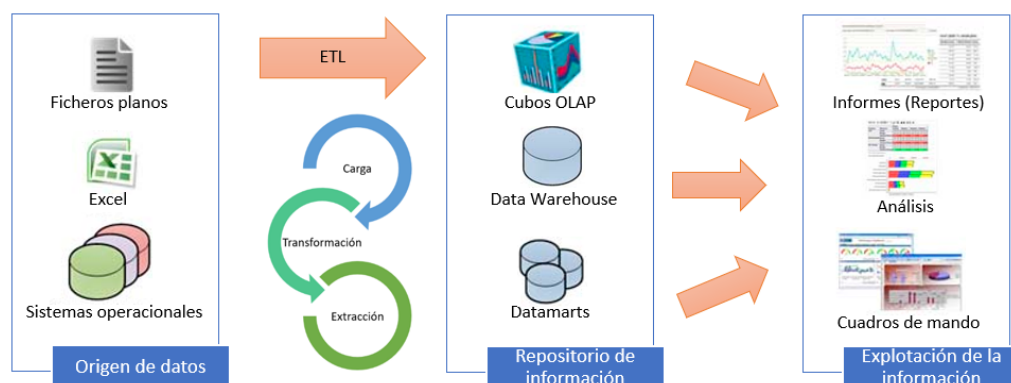 Ficheros planos
Excel
Sistemas operacionales
Origen de datos
ETL
Carga
Transformación
Extracción
Cubos OLAP
Data Warehouse
Datamarts
Repositorio de
información
Informes (Reportes)
Análisis
Cuadros de mando
Explotación de la
información